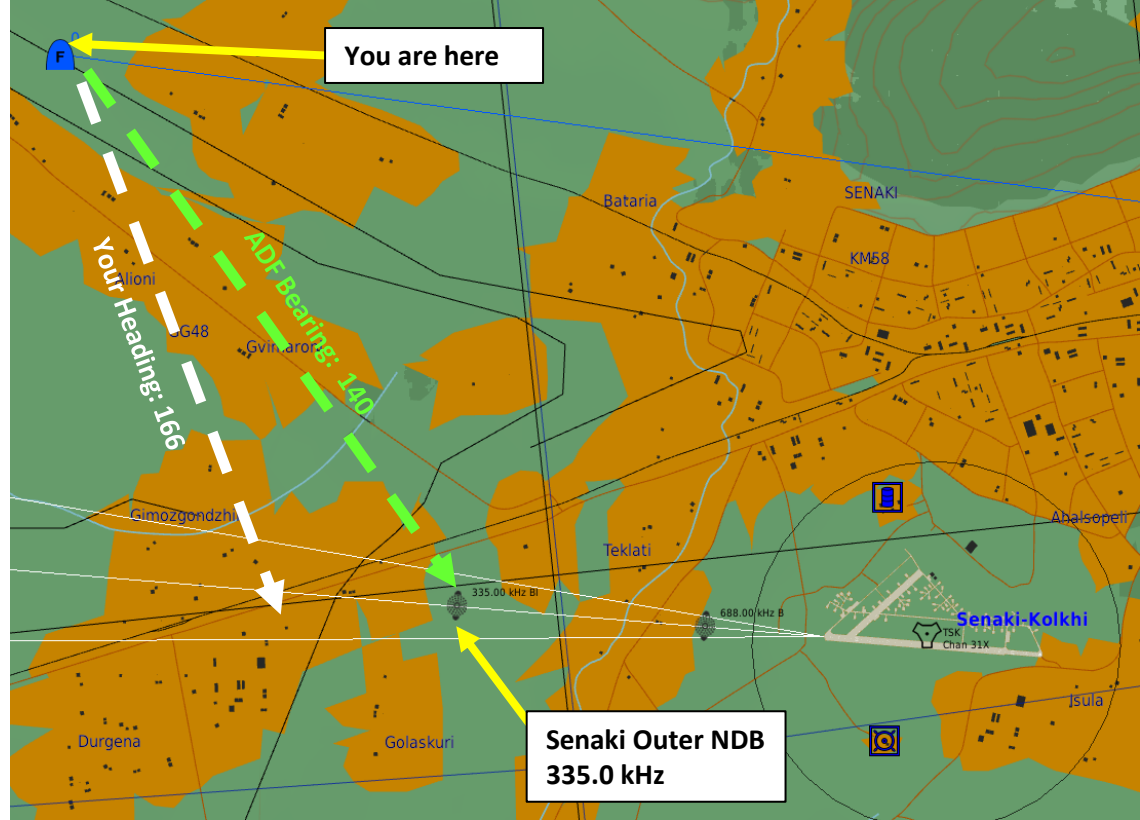 0
F
You are here
SENAKI
Bataria
KM58
Alioni
GG48
Gvimaroni
ADF Bearing: 140
Your Heading: 166
Gimozgondzhi
Ahalsopeli
Teklati
335.00 kHz BI
688.00 kHz B
Senaki-Kolkhi
TSK
Chan 31X
Isula
Durgena
Golaskuri
Senaki Outer NDB
335.0 kHz